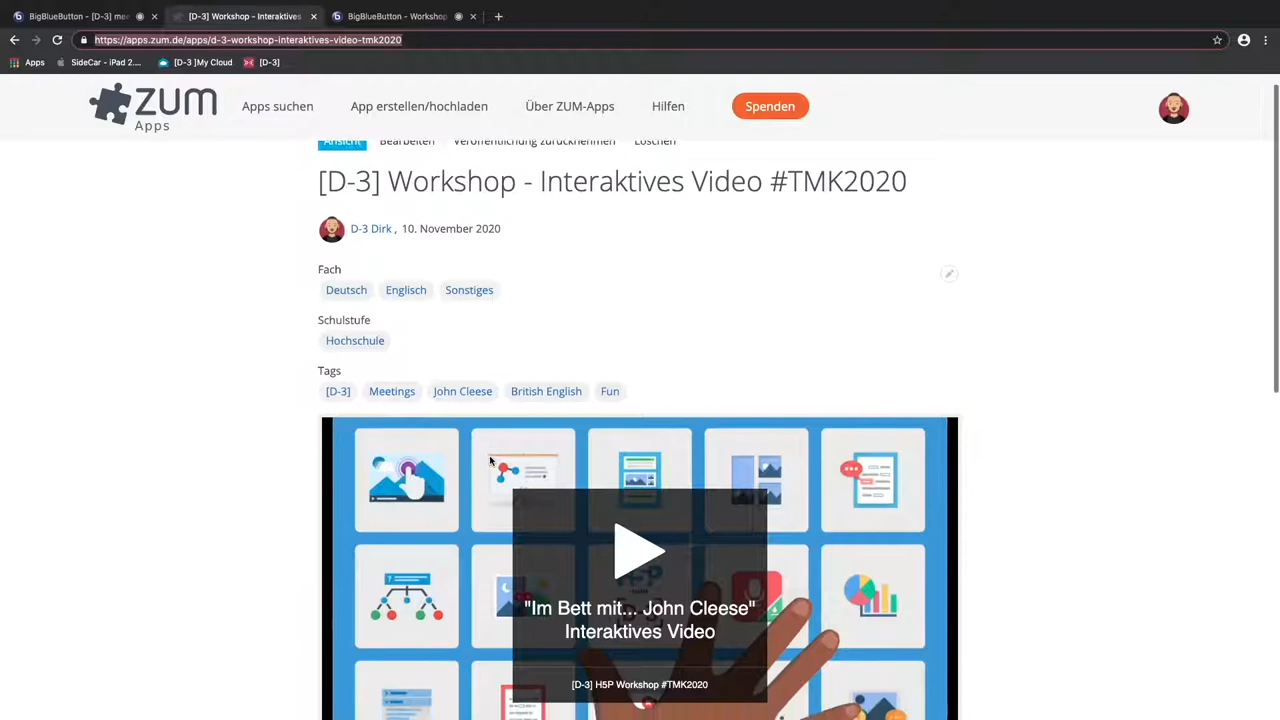 BigBlueButton - [D-3] me
[D-3] Workshop - Interaktives
BigBlueButton - Workshop
https://apps.zum.de/apps/d-3-workshop-interaktives-video-tmk2020
Apps
SideCar - iPad 2....
[D-3 ]My Cloud
[D-3]
ZUM
Apps
Apps suchen
App erstellen/hochladen
Über ZUM-Apps
Hilfen
Spenden
Ansicht
Bearbeiten
Veröffentlichung zurücknehmen
Löschen
[D-3] Workshop - Interaktives Video #TMK2020
D-3 Dirk , 10. November 2020
Fach
Deutsch
Englisch
Sonstiges
Schulstufe
Hochschule
Tags
[D-3]
Meetings
John Cleese
British English
Fun
"Im Bett mit... John Cleese"
Interaktives Video
[D-3] H5P Workshop #TMK2020